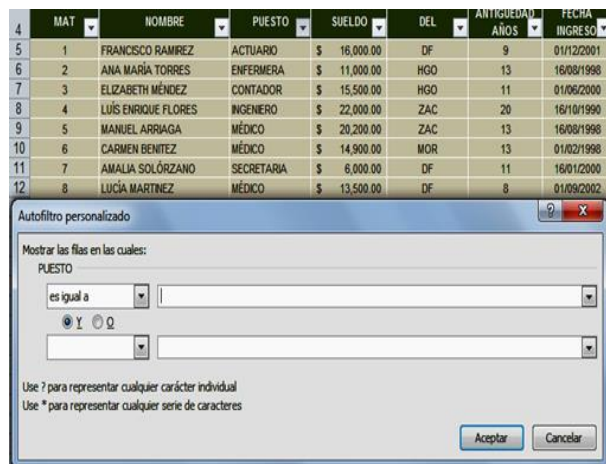 4 MAT NOMBRE PUESTO SUELDO DEL ANTIGÜEDAD AÑOS FECHA INGRESO
5 1 FRANCISCO RAMIREZ ACTUARIO $ 16,000.00 DF 9 01/12/2001
6 2 ANA MARÍA TORRES ENFERMERA $ 11,000.00 HGO 13 16/08/1998
7 3 ELIZABETH MÉNDEZ CONTADOR $ 15,500.00 HGO 11 01/06/2000
8 4 LUÍS ENRIQUE FLORES INGENIERO $ 22,000.00 ZAC 20 16/10/1990
9 5 MANUEL ARRIAGA MÉDICO $ 20,200.00 ZAC 13 16/08/1998
10 6 CARMEN BENITEZ MÉDICO $ 14,900.00 MOR 13 01/02/1998
11 7 AMALIA SOLÓRZANO SECRETARIA $ 6,000.00 DF 11 16/01/2000
12 8 LUCÍA MARTINEZ MÉDICO $ 13,500.00 DF 8 01/09/2002
Autofiltro personalizado
Mostrar las filas en las cuales:
PUESTO
es igual a
Y O
Use ? para representar cualquier carácter individual
Use * para representar cualquier serie de caracteres
Aceptar Cancelar